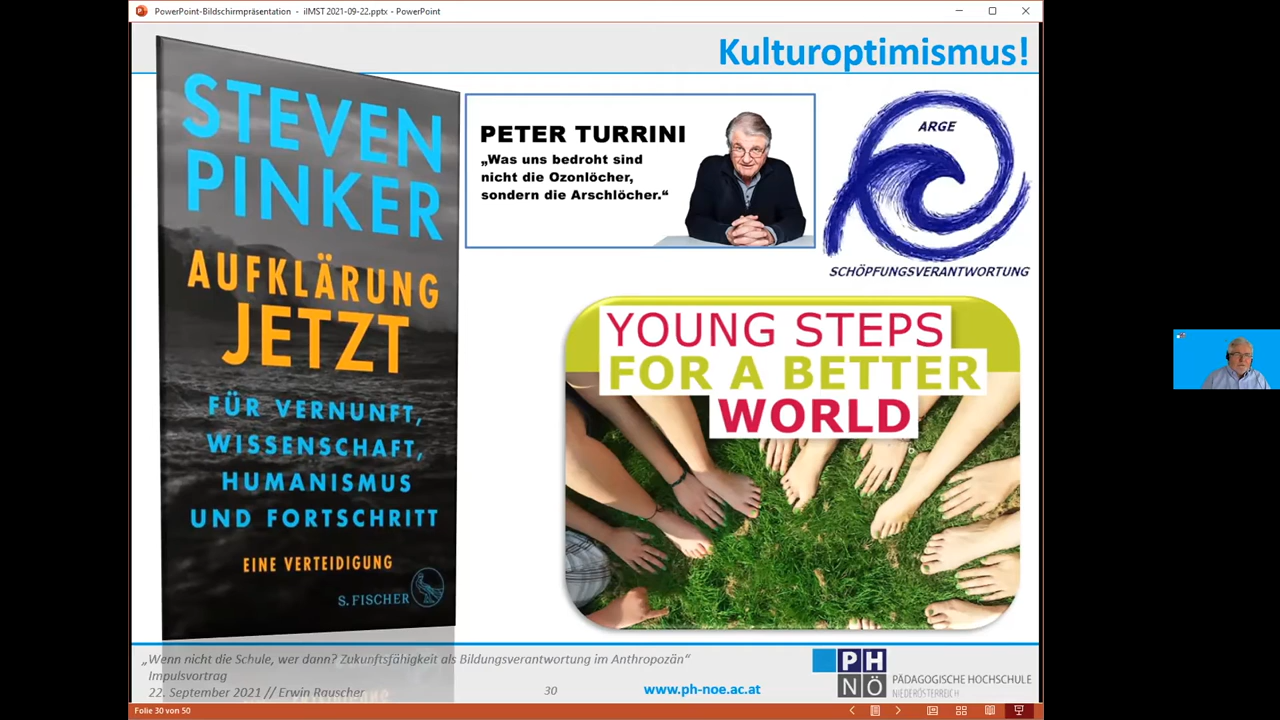 PowerPoint-Bildschirmpräsentation - iIMST 2021-09-22.pptx - PowerPoint
Kulturoptimismus!
STEVEN
PINKER
AUFKLÄRUNG
JETZT
FÜR VERNUNFT,
WISSENSCHAFT,
HUMANISMUS
UND FORTSCHRITT
EINE VERTEIDIGUNG
S. FISCHER
PETER TURRINI
„Was uns bedroht sind
nicht die Ozonlöcher,
sondern die Arschlöcher.“
ARGE
SCHÖPFUNGSVERANTWORTUNG
YOUNG STEPS
FOR A BETTER
WORLD
„Wenn nicht die Schule, wer dann? Zukunftsfähigkeit als Bildungsverantwortung im Anthropozän“
Impulsvortrag
22. September 2021 // Erwin Rauscher
30
www.ph-noe.ac.at
PH
NÖ
PÄDAGOGISCHE HOCHSCHULE
NIEDERÖSTERREICH
Folie 30 von 50